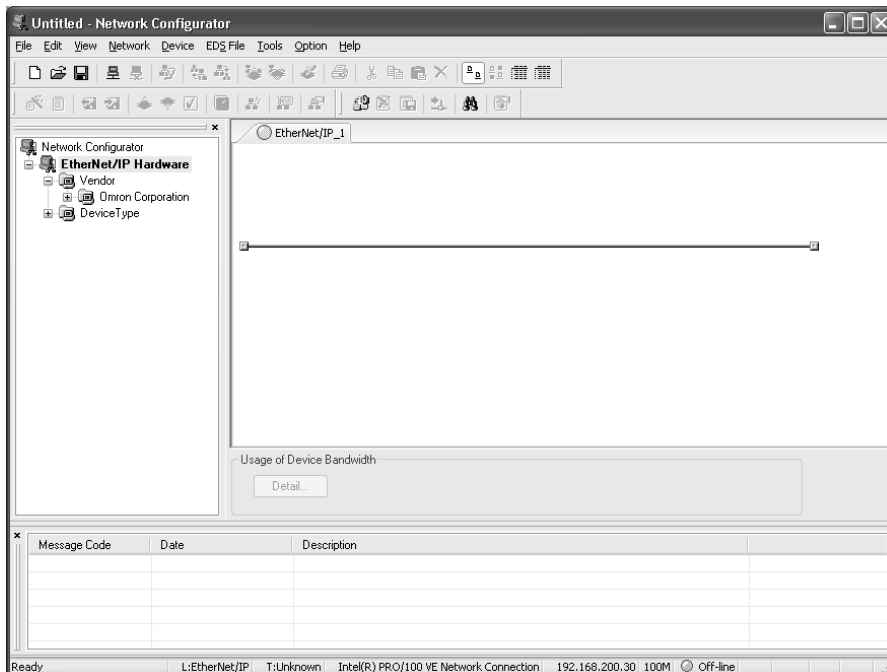 Untitled - Network Configurator
File Edit View Network Device EDS File Tools Option Help
Network Configurator
EtherNet/IP Hardware
Vendor
Omron Corporation
DeviceType
EtherNet/IP_1
Usage of Device Bandwidth
Detail...
Message Code Date Description
Ready L:EtherNet/IP T:Unknown Intel(R) PRO/100 VE Network Connection 192.168.200.30 100M Off-line